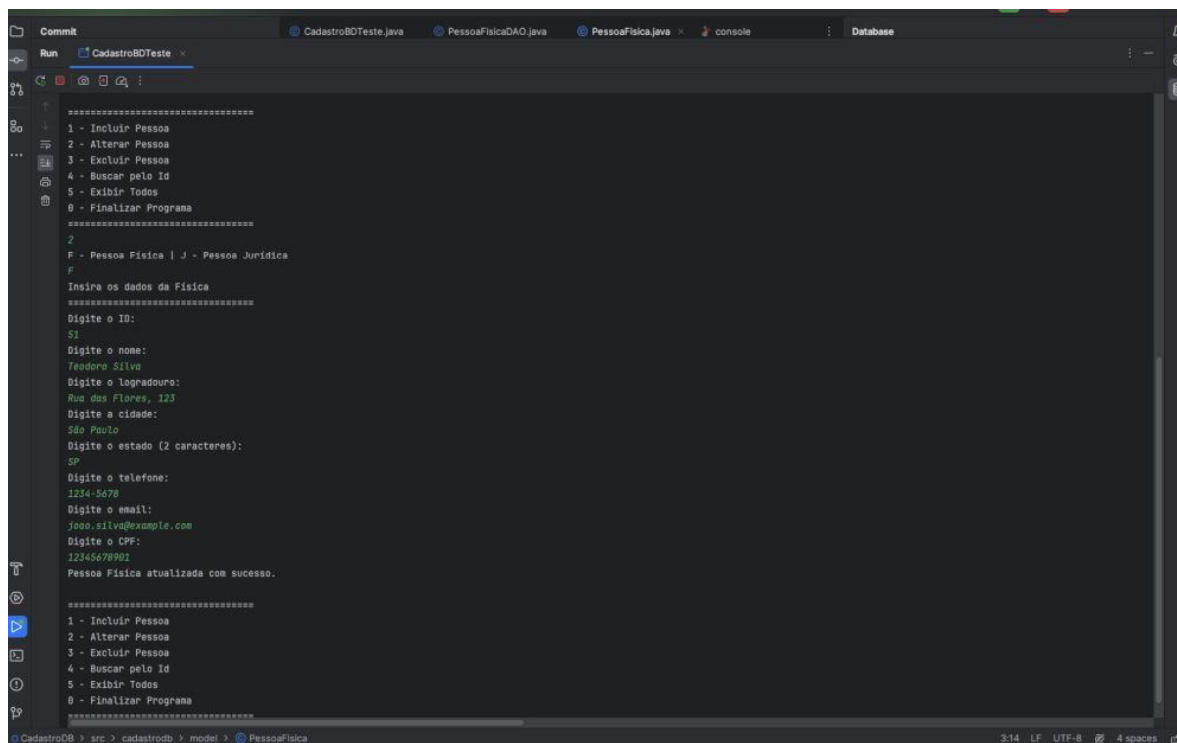 Commit
CadastroBDTeste.java
PessoaFisicaDAO.java
PessoaFisica.java
console
Database
Run
CadastroBDTeste
=================================
1 - Incluir Pessoa
2 - Alterar Pessoa
3 - Excluir Pessoa
4 - Buscar pelo Id
5 - Exibir Todos
0 - Finalizar Programa
=================================
2
F - Pessoa Física | J - Pessoa Jurídica
F
Insira os dados da Física
=================================
Digite o ID:
51
Digite o nome:
Teodoro Silva
Digite o logradouro:
Rua das Flores, 123
Digite a cidade:
São Paulo
Digite o estado (2 caracteres):
SP
Digite o telefone:
1234-5678
Digite o email:
joao.silva@example.com
Digite o CPF:
12345678901
Pessoa Física atualizada com sucesso.
=================================
1 - Incluir Pessoa
2 - Alterar Pessoa
3 - Excluir Pessoa
4 - Buscar pelo Id
5 - Exibir Todos
0 - Finalizar Programa
=================================
CadastroDB > src > cadastrodb > model > PessoaFisica
3:14 LF UTF-8 4 spaces